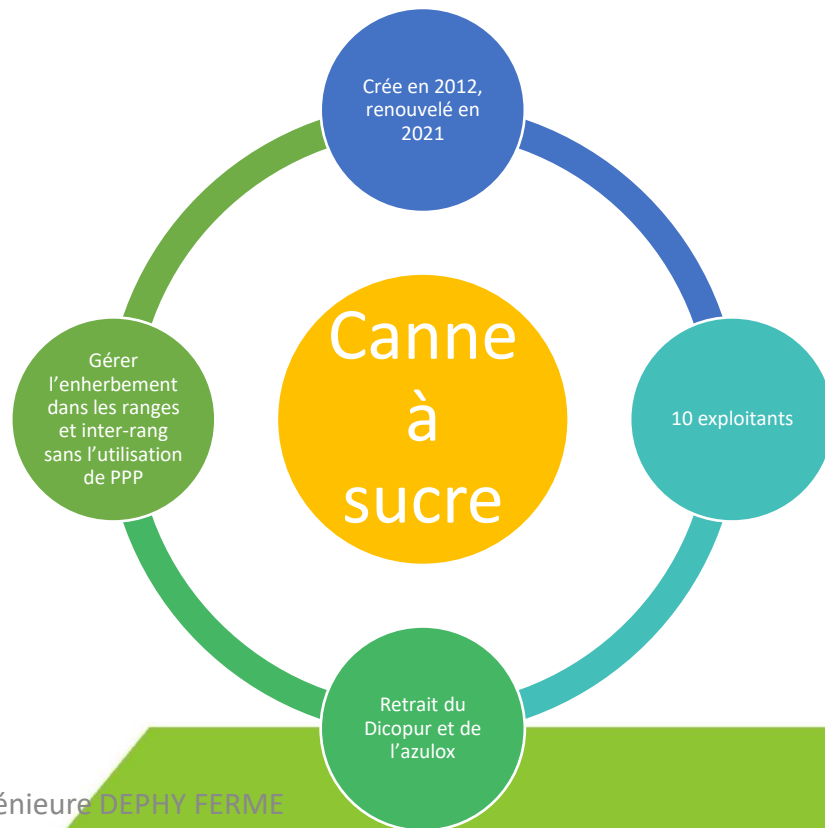 Crée en 2012,
renouvelé en
2021
Canne
à
sucre
Gérer
l'enherbement
dans les ranges
et inter-rang
sans l'utilisation
de PPP
10 exploitants
Retrait du
Dicopur et de
l'azulox
énieure DEPHY FERME